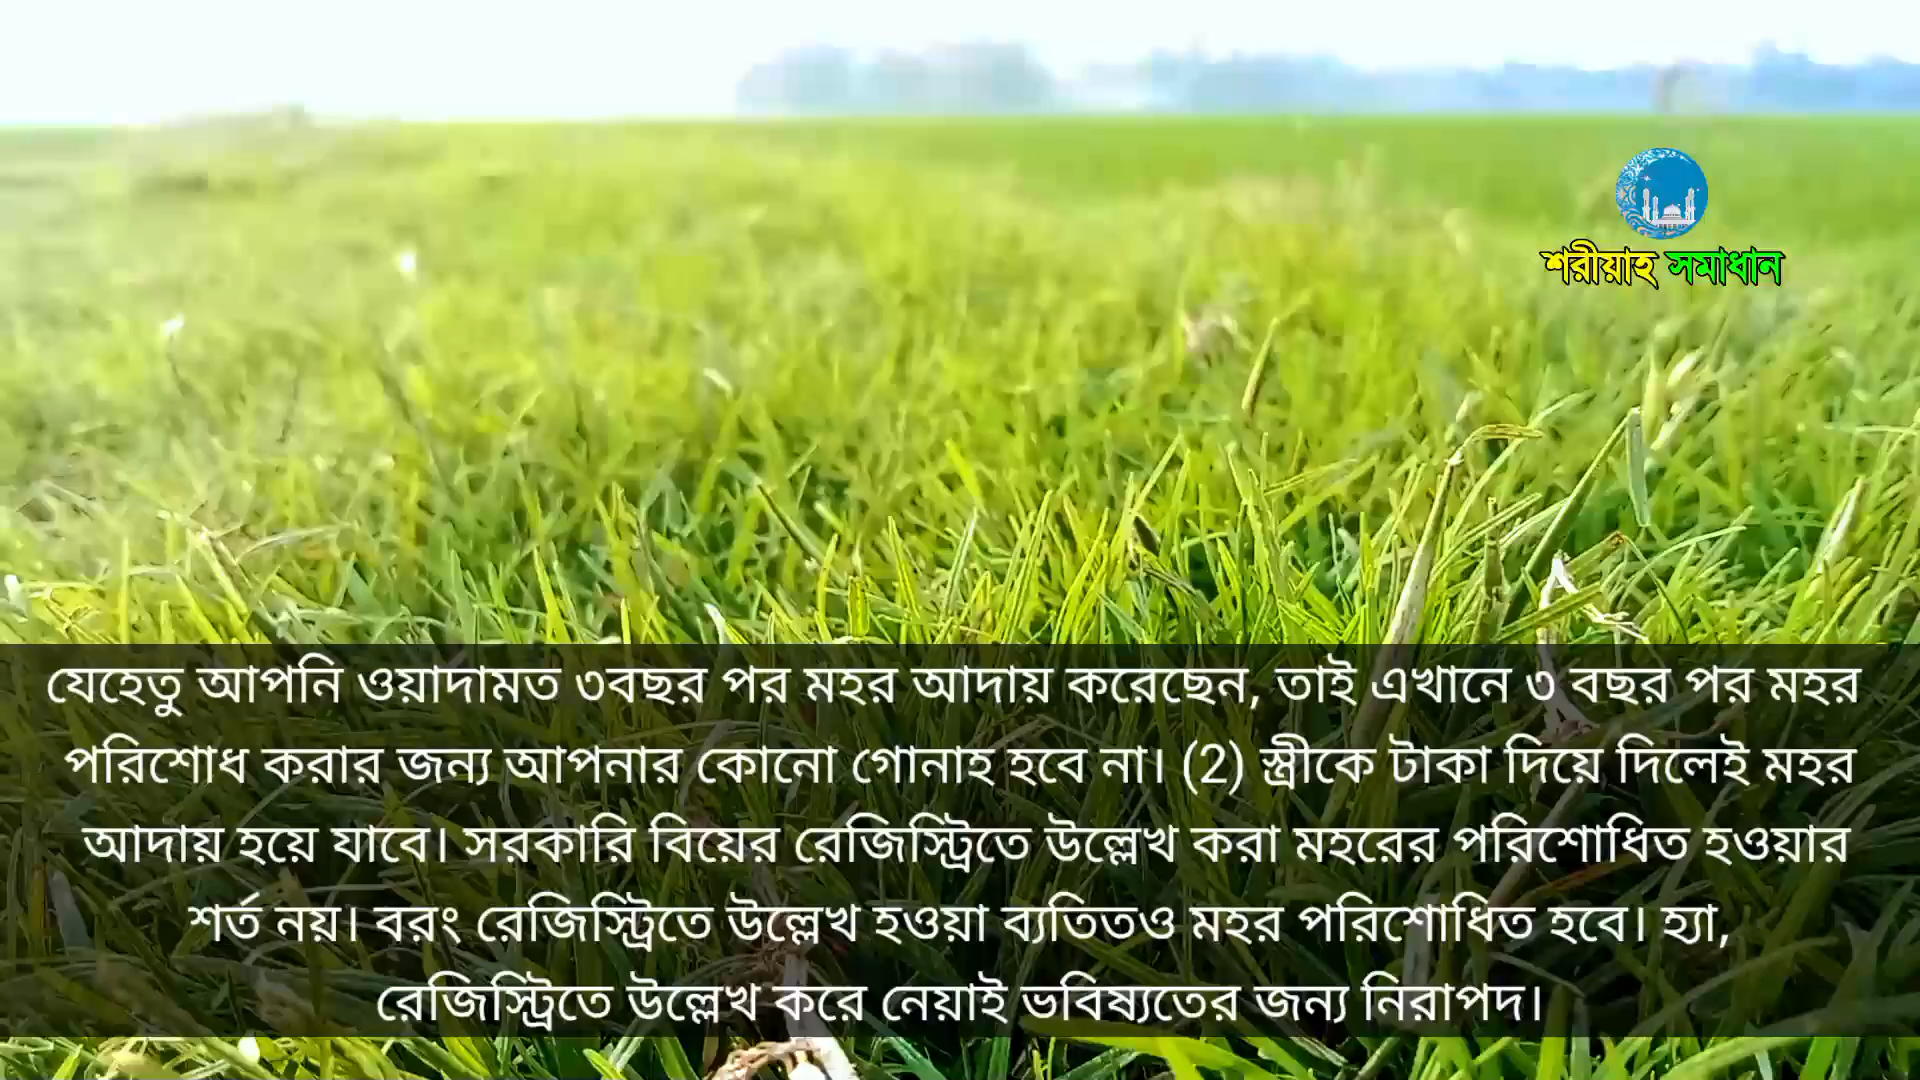 শরীয়াহ সমাধান
যেহেতু আপনি ওয়াদামত ৩বছর পর মহর আদায় করেছেন, তাই এখানে ৩ বছর পর মহর
পরিশোধ করার জন্য আপনার কোনো গোনাহ হবে না। (2) স্ত্রীকে টাকা দিয়ে দিলেই মহর
আদায় হয়ে যাবে। সরকারি বিয়ের রেজিস্ট্রিতে উল্লেখ করা মহরের পরিশোধিত হওয়ার
শর্ত নয়। বরং রেজিস্ট্রিতে উল্লেখ হওয়া ব্যতিতও মহর পরিশোধিত হবে। হ্যা,
রেজিস্ট্রিতে উল্লেখ করে নেয়াই ভবিষ্যতের জন্য নিরাপদ।